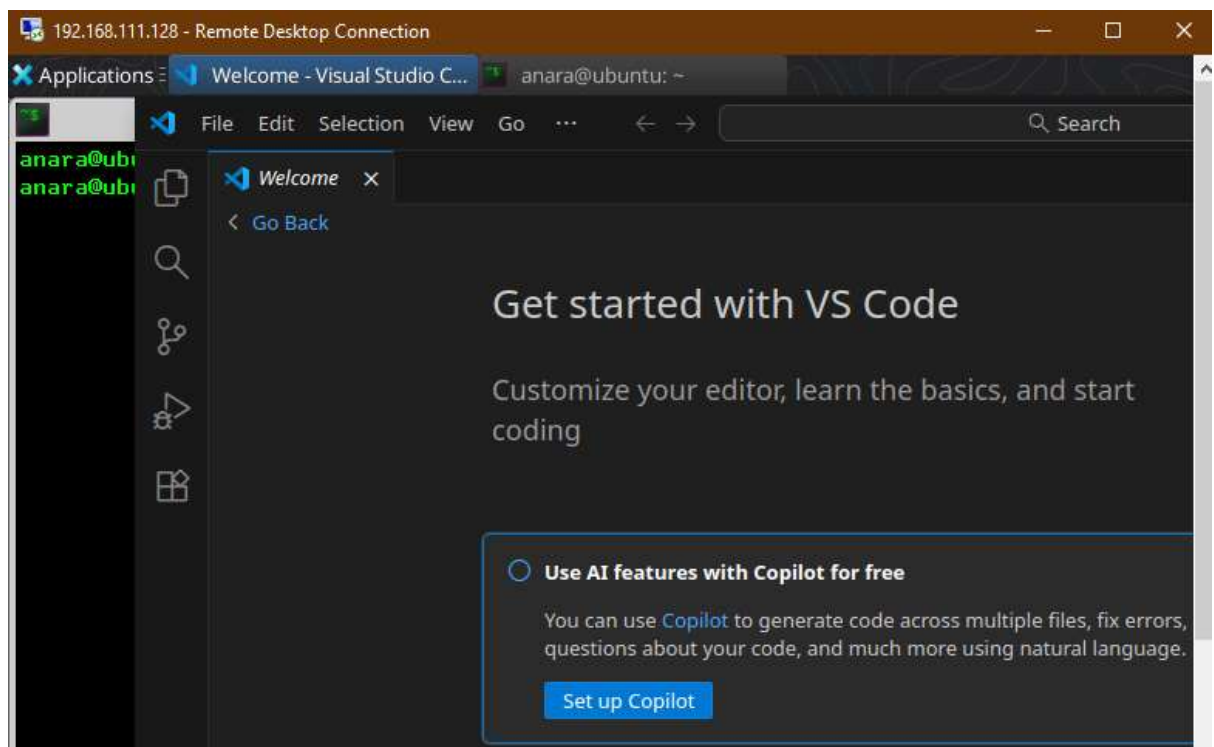 192.168.111.128 - Remote Desktop Connection
Applications Welcome - Visual Studio C... anara@ubuntu: ~
File Edit Selection View Go ··· Search
anara@ubu
anara@ubu
Welcome
Go Back
Get started with VS Code
Customize your editor, learn the basics, and start
coding
Use AI features with Copilot for free
You can use Copilot to generate code across multiple files, fix errors,
questions about your code, and much more using natural language.
Set up Copilot